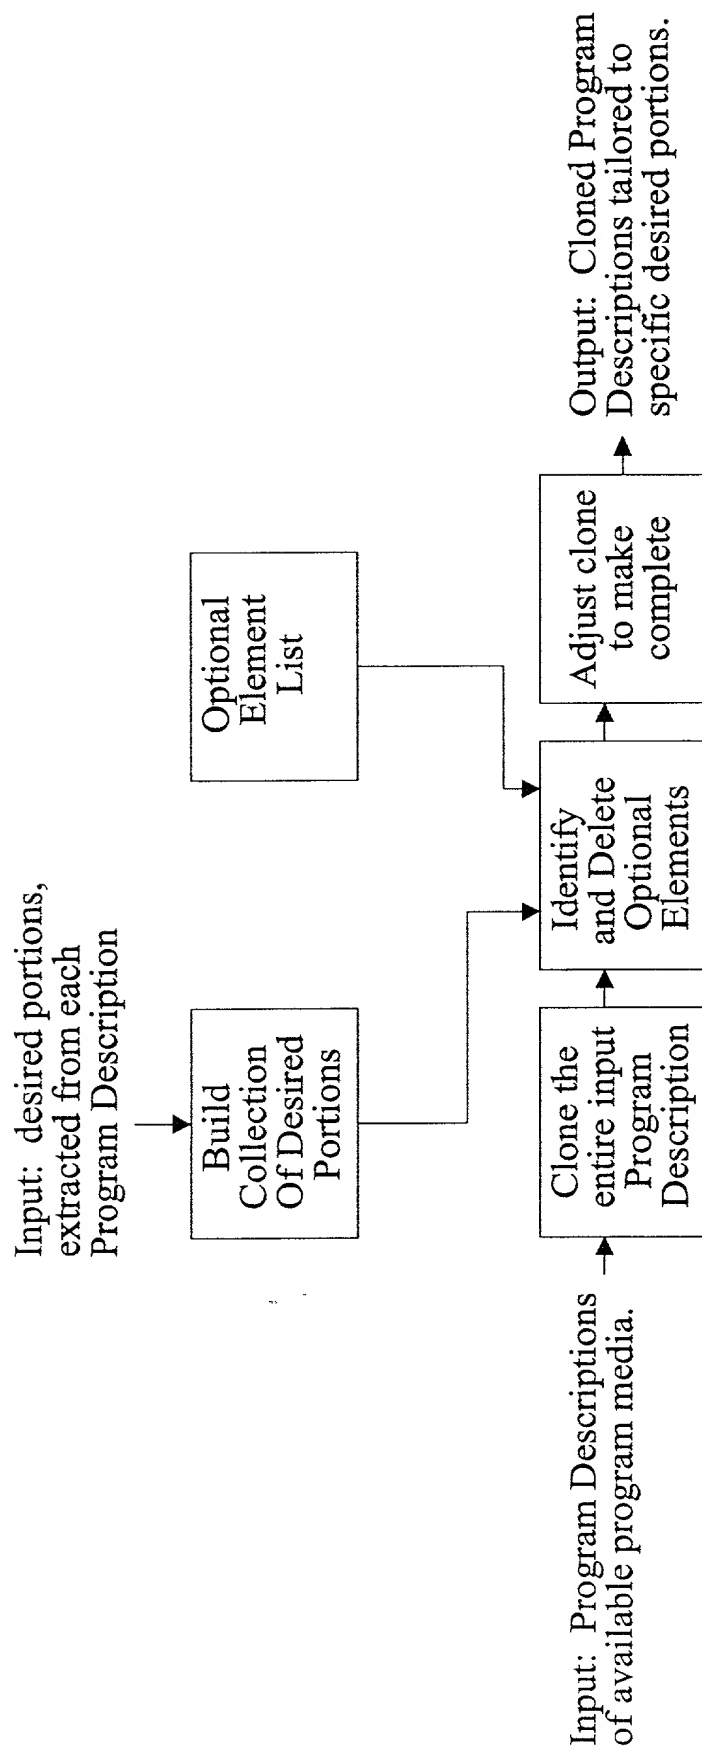 Input:  desired portions,
extracted from each
Program Description
Build
Collection
Of Desired
Portions
Optional
Element
List
Input:  Program Descriptions
of available program media.
Clone the
entire input
Program
Description
Identify
and Delete
Optional
Elements
Adjust clone
to make
complete
Output:  Cloned Program
Descriptions tailored to
specific desired portions.